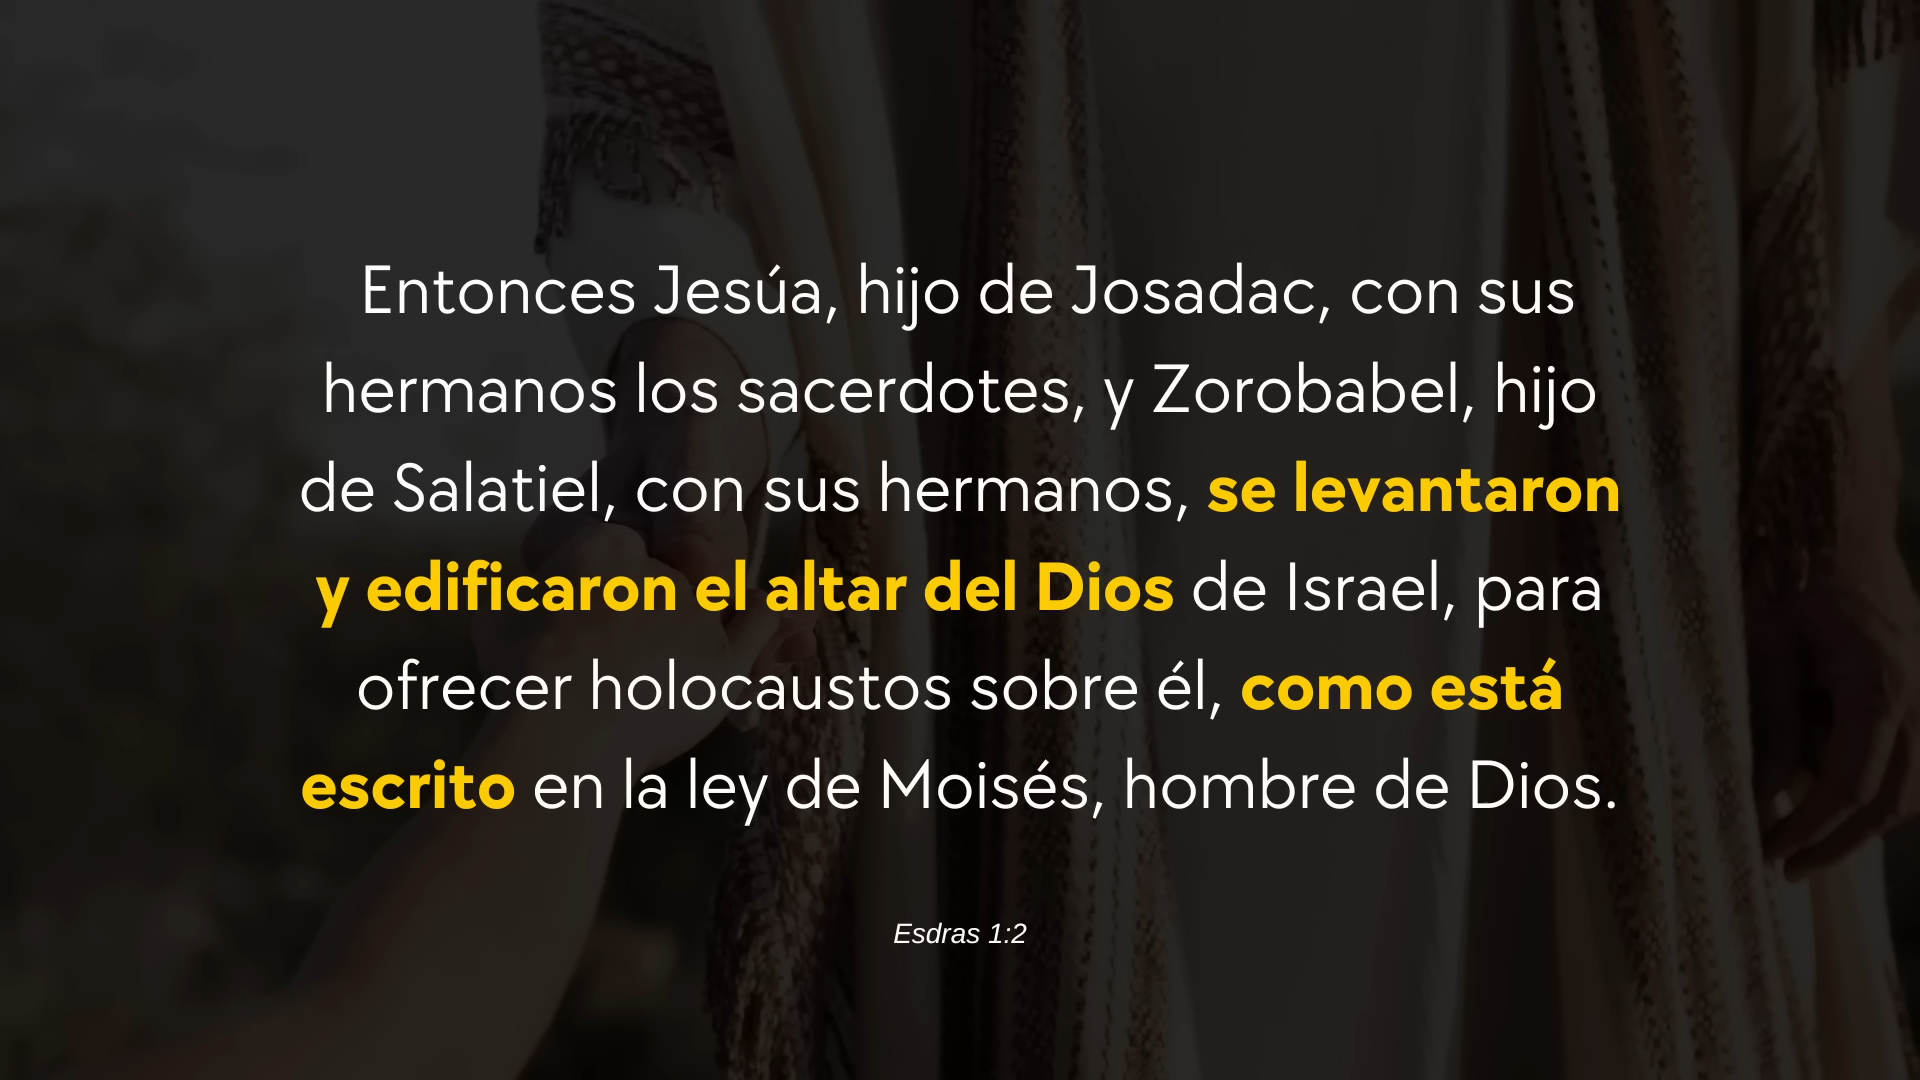 Entonces Jesúa, hijo de Josadac, con sus
hermanos los sacerdotes, y Zorobabel, hijo
de Salatiel, con sus hermanos, se levantaron
y edificaron el altar del Dios de Israel, para
ofrecer holocaustos sobre él, como está
escrito en la ley de Moisés, hombre de Dios.
Esdras 1:2